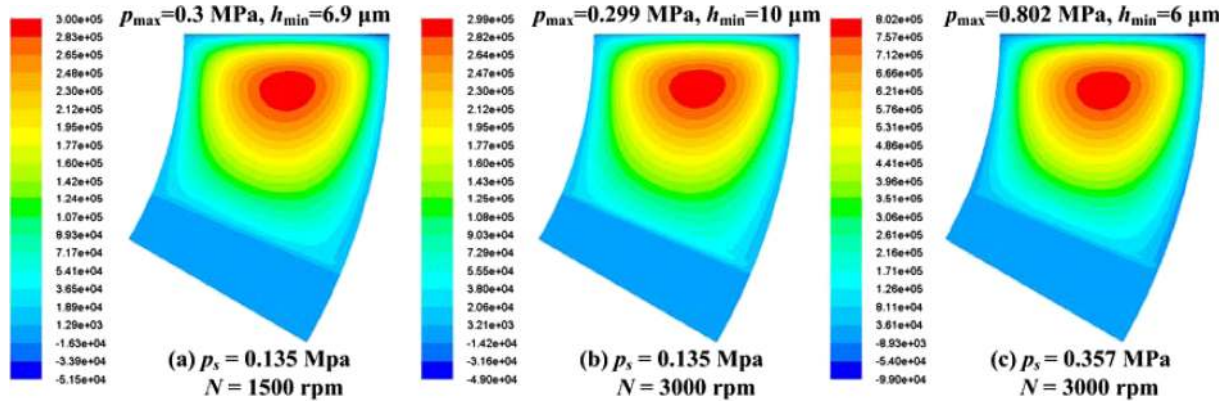 p_max=0.3 MPa, h_min=6.9 μm
3.00e+05
2.83e+05
2.65e+05
2.48e+05
2.30e+05
2.12e+05
1.95e+05
1.77e+05
1.60e+05
1.42e+05
1.24e+05
1.07e+05
8.93e+04
7.17e+04
5.41e+04
3.65e+04
1.89e+04
1.29e+03
-1.63e+04
-3.39e+04
-5.15e+04
(a) p_s = 0.135 Mpa
N = 1500 rpm
p_max=0.299 MPa, h_min=10 μm
2.99e+05
2.82e+05
2.64e+05
2.47e+05
2.30e+05
2.12e+05
1.95e+05
1.77e+05
1.60e+05
1.42e+05
1.25e+05
1.08e+05
9.03e+04
7.29e+04
5.55e+04
3.80e+04
2.06e+04
3.21e+03
-1.42e+04
-3.16e+04
-4.90e+04
(b) p_s = 0.135 Mpa
N = 3000 rpm
p_max=0.802 MPa, h_min=6 μm
8.02e+05
7.57e+05
7.12e+05
6.66e+05
6.21e+05
5.76e+05
5.31e+05
4.86e+05
4.41e+05
3.96e+05
3.51e+05
3.06e+05
2.61e+05
2.16e+05
1.71e+05
1.26e+05
8.11e+04
3.61e+04
-8.93e+03
-5.40e+04
-9.90e+04
(c) p_s = 0.357 MPa
N = 3000 rpm